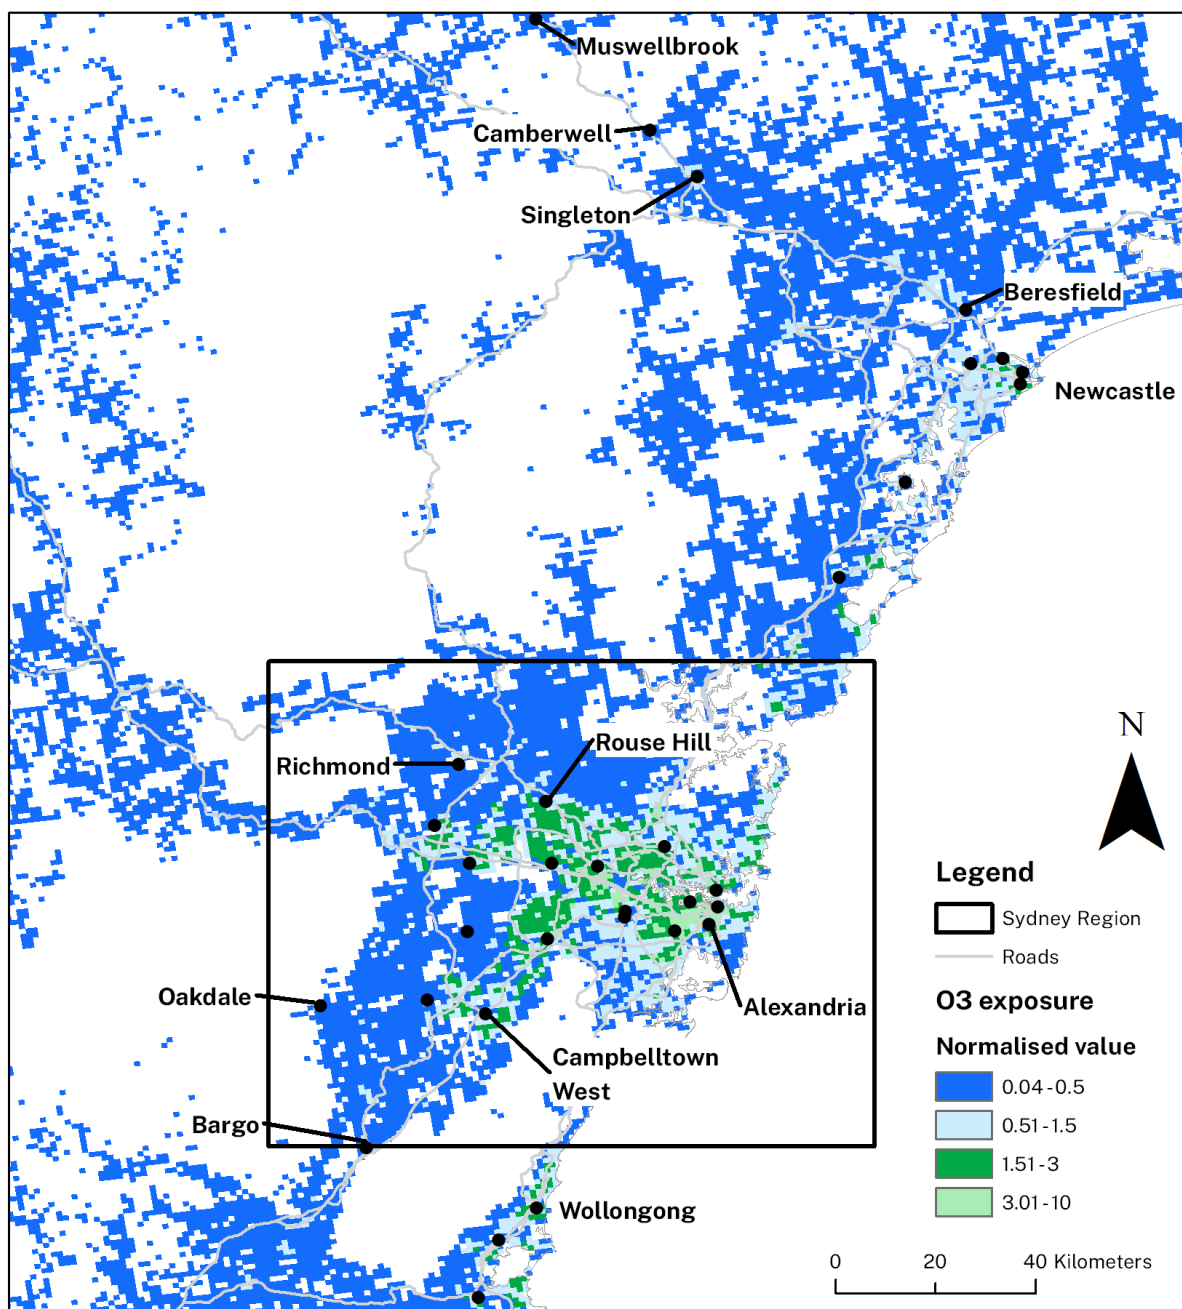 Muswellbrook
Camberwell
Singleton
Beresfield
Newcastle
Rouse Hill
Richmond
N
Legend
Sydney Region
Roads
O3 exposure
Normalised value
0.04 - 0.5
0.51 - 1.5
1.51 - 3
3.01 - 10
Oakdale
Alexandria
Campbelltown
West
Bargo
Wollongong
0 20 40 Kilometers